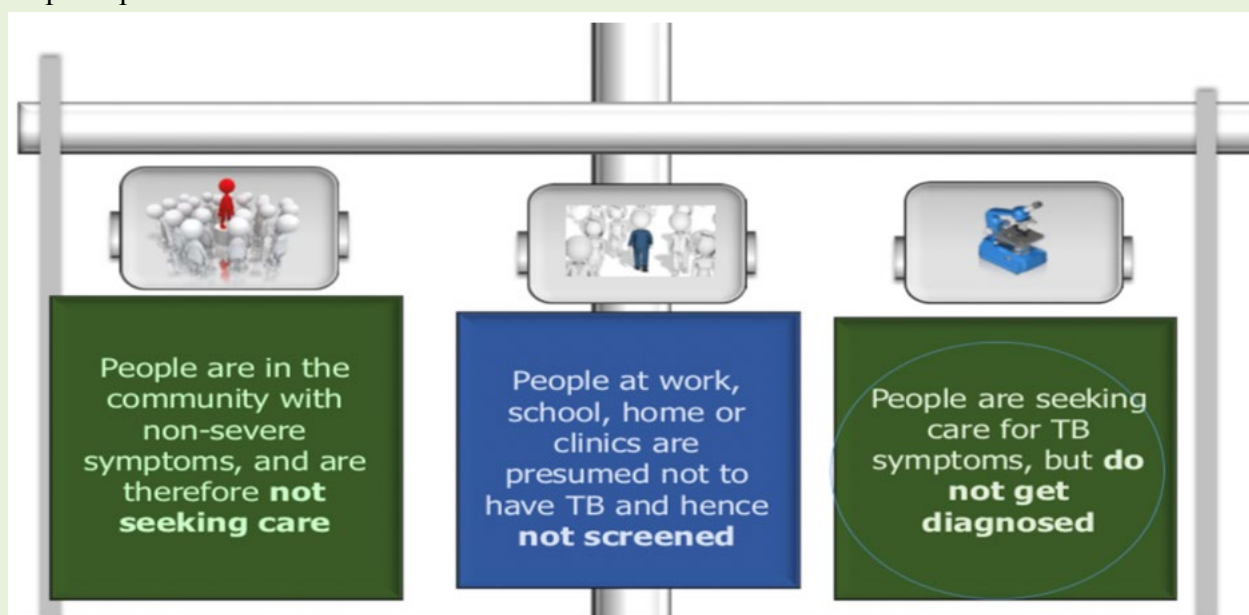 People are in the
community with
non-severe
symptoms, and are
therefore not
seeking care
People at work,
school, home or
clinics are
presumed not to
have TB and hence
not screened
People are seeking
care for TB
symptoms, but do
not get
diagnosed